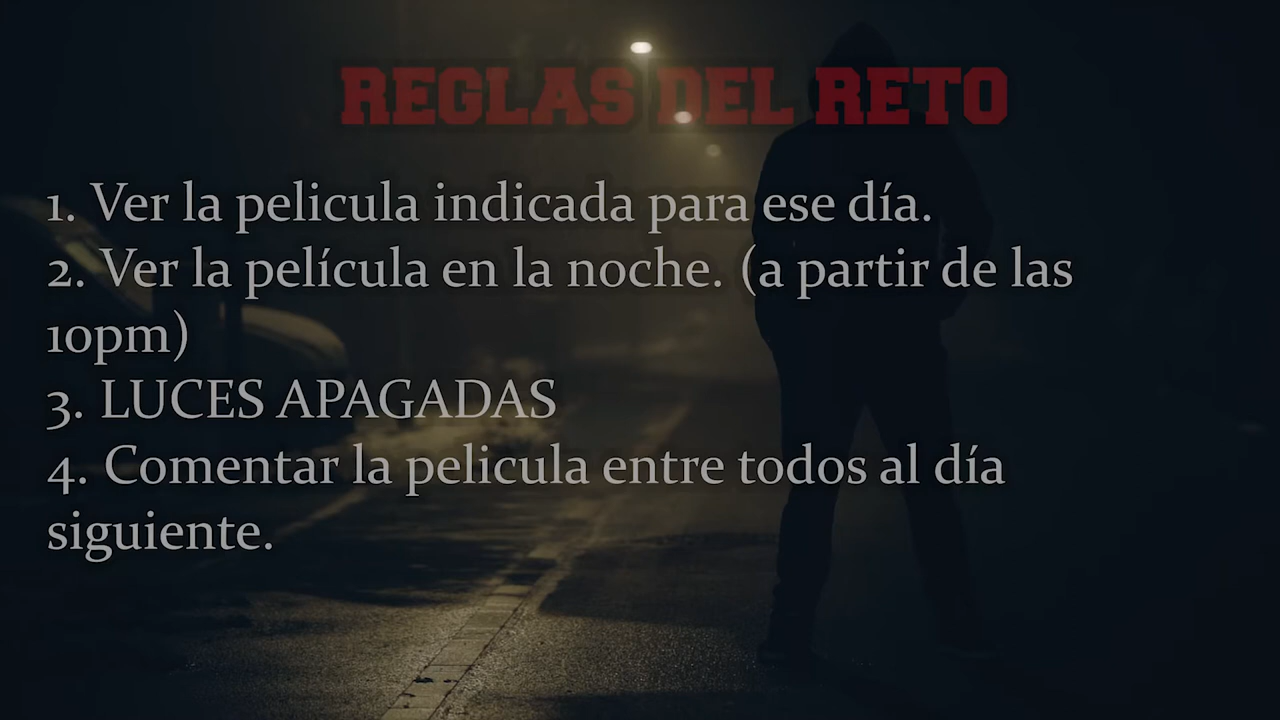 REGLAS DEL RETO
1. Ver la pelicula indicada para ese día.
2. Ver la película en la noche. (a partir de las
10pm)
3. LUCES APAGADAS
4. Comentar la pelicula entre todos al día
siguiente.